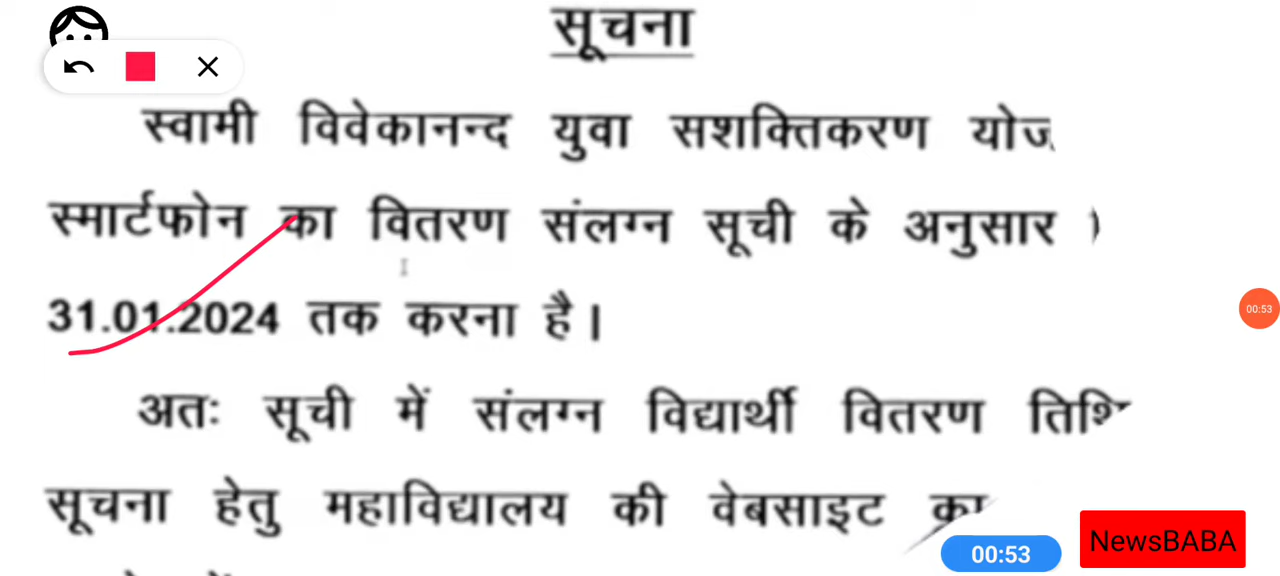 सूचना
स्वामी विवेकानन्द युवा सशक्तिकरण
स्मार्टफोन का वितरण संलग्न सूची के अनुसार
31.01.2024 तक करना है।
00:53
अतः सूची में संलग्न विद्यार्थी वितरण
सूचना हेतु महाविद्यालय की वेबसाइट
00:53
NewsBABA